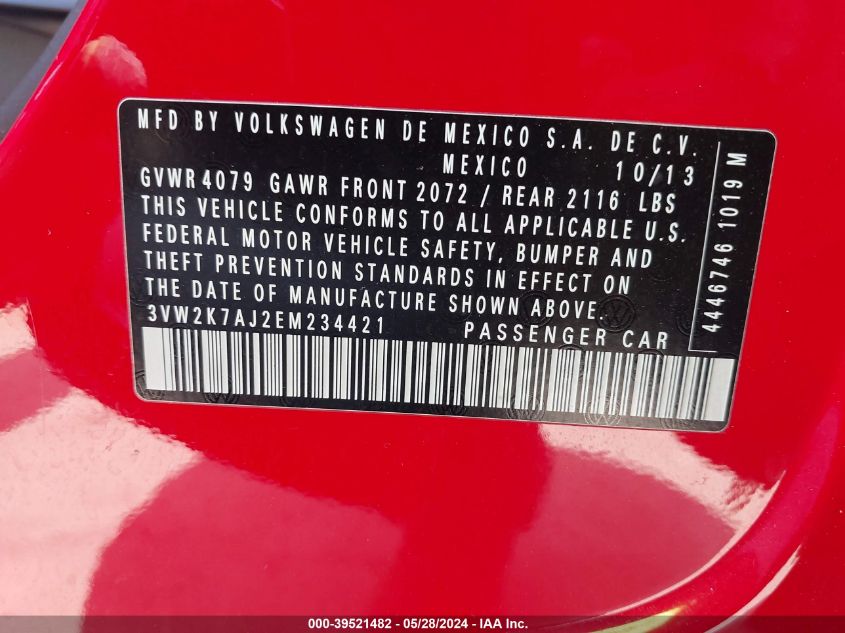 MFD BY VOLKSWAGEN DE MEXICO S.A. DE C.V.
MEXICO 10/13
GVWR 4079 GAWR FRONT 2072 / REAR 2116 LBS
THIS VEHICLE CONFORMS TO ALL APPLICABLE U.S.
FEDERAL MOTOR VEHICLE SAFETY, BUMPER AND
THEFT PREVENTION STANDARDS IN EFFECT ON
THE DATE OF MANUFACTURE SHOWN ABOVE.
3VW2K7AJ2EM234421 PASSENGER CAR
4446746 1019 M
000-39521482 - 05/28/2024 - IAA Inc.